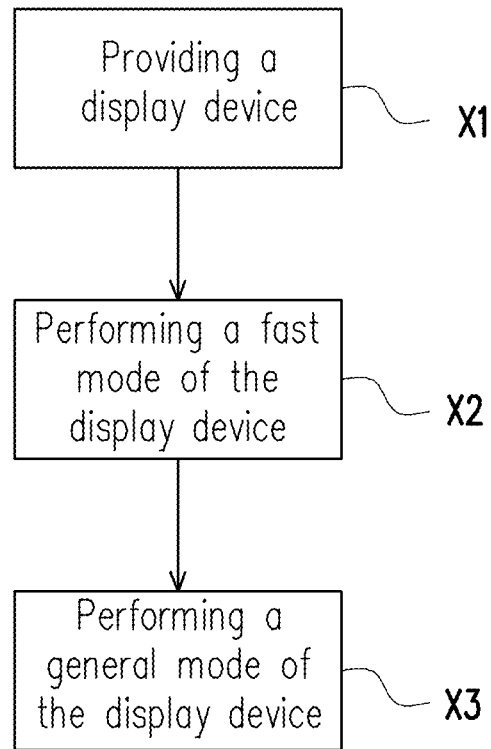 Providing a
display device
X1
Performing a fast
mode of the
display device
X2
Performing a
general mode of
the display device
X3